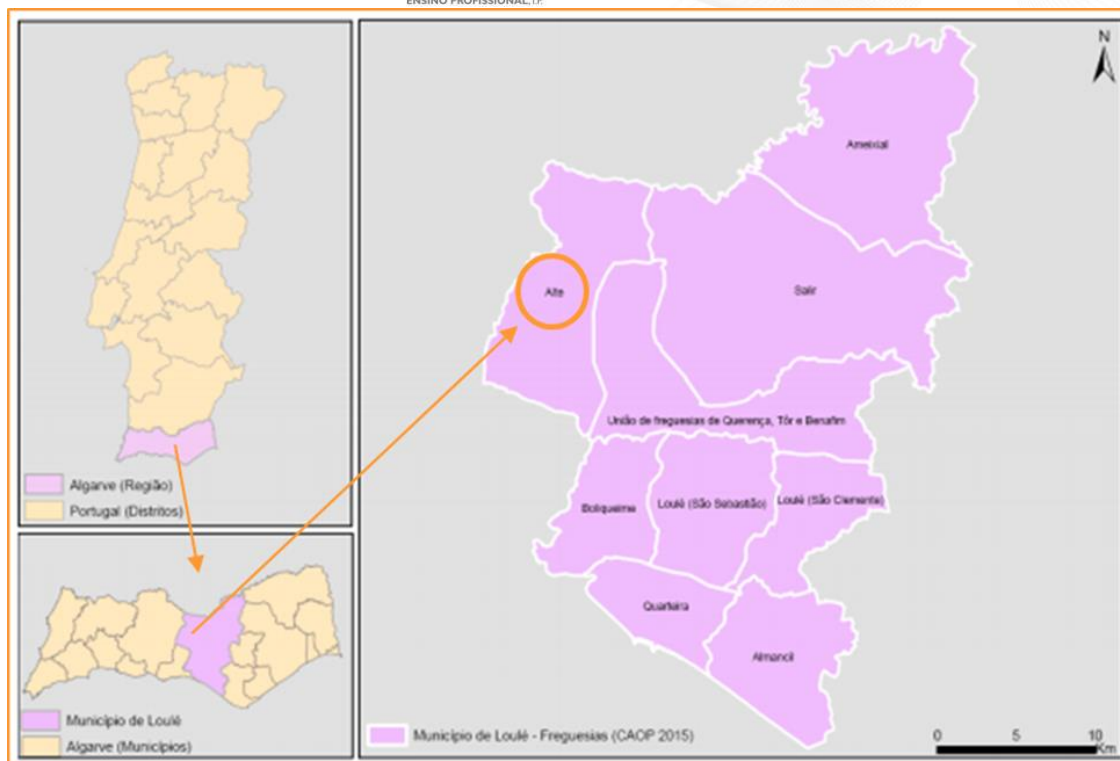 ENSINO PROFISSIONAL, I.P.
Algarve (Região)
Portugal (Distritos)
Município de Loulé
Algarve (Municípios)
N
Ameixial
Alte
Salir
União de freguesias de Querença, Tôr e Benafim
Boliqueime
Loulé (São Sebastião)
Loulé (São Clemente)
Quarteira
Almancil
Município de Loulé - Freguesias (CAOP 2015)
0 5 10
Km